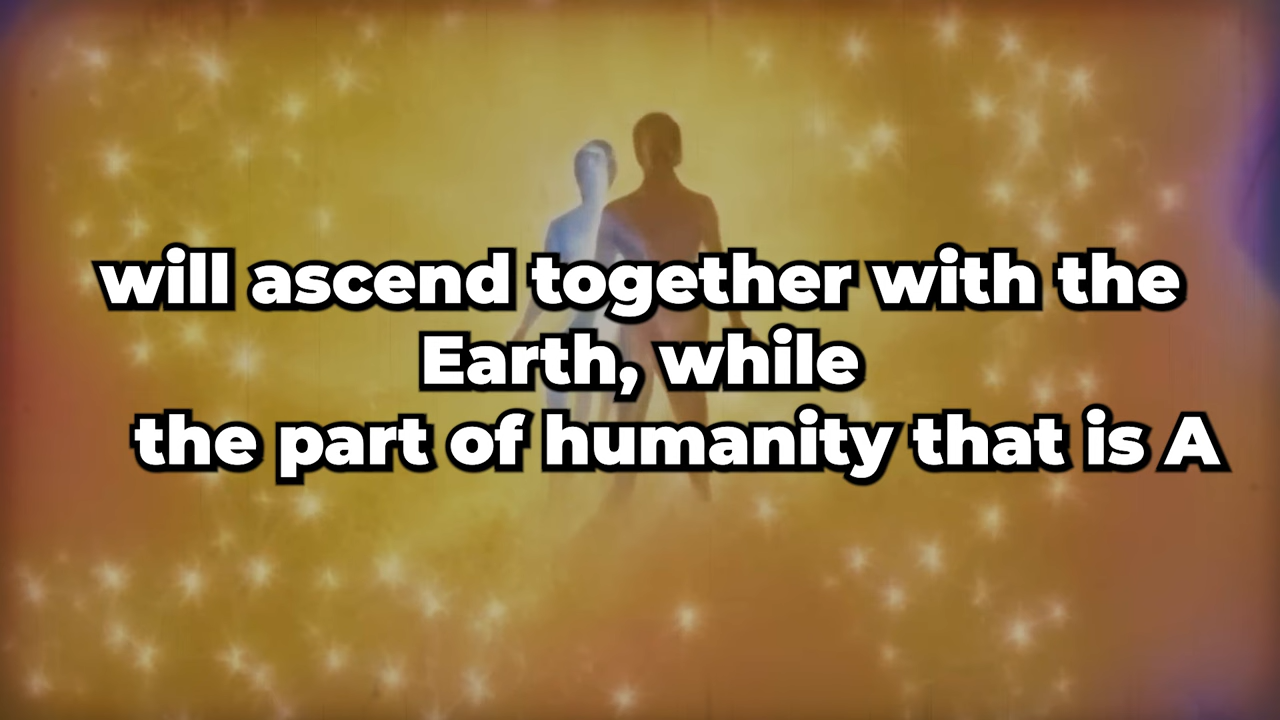 will ascend together with the
Earth, while
the part of humanity that is A